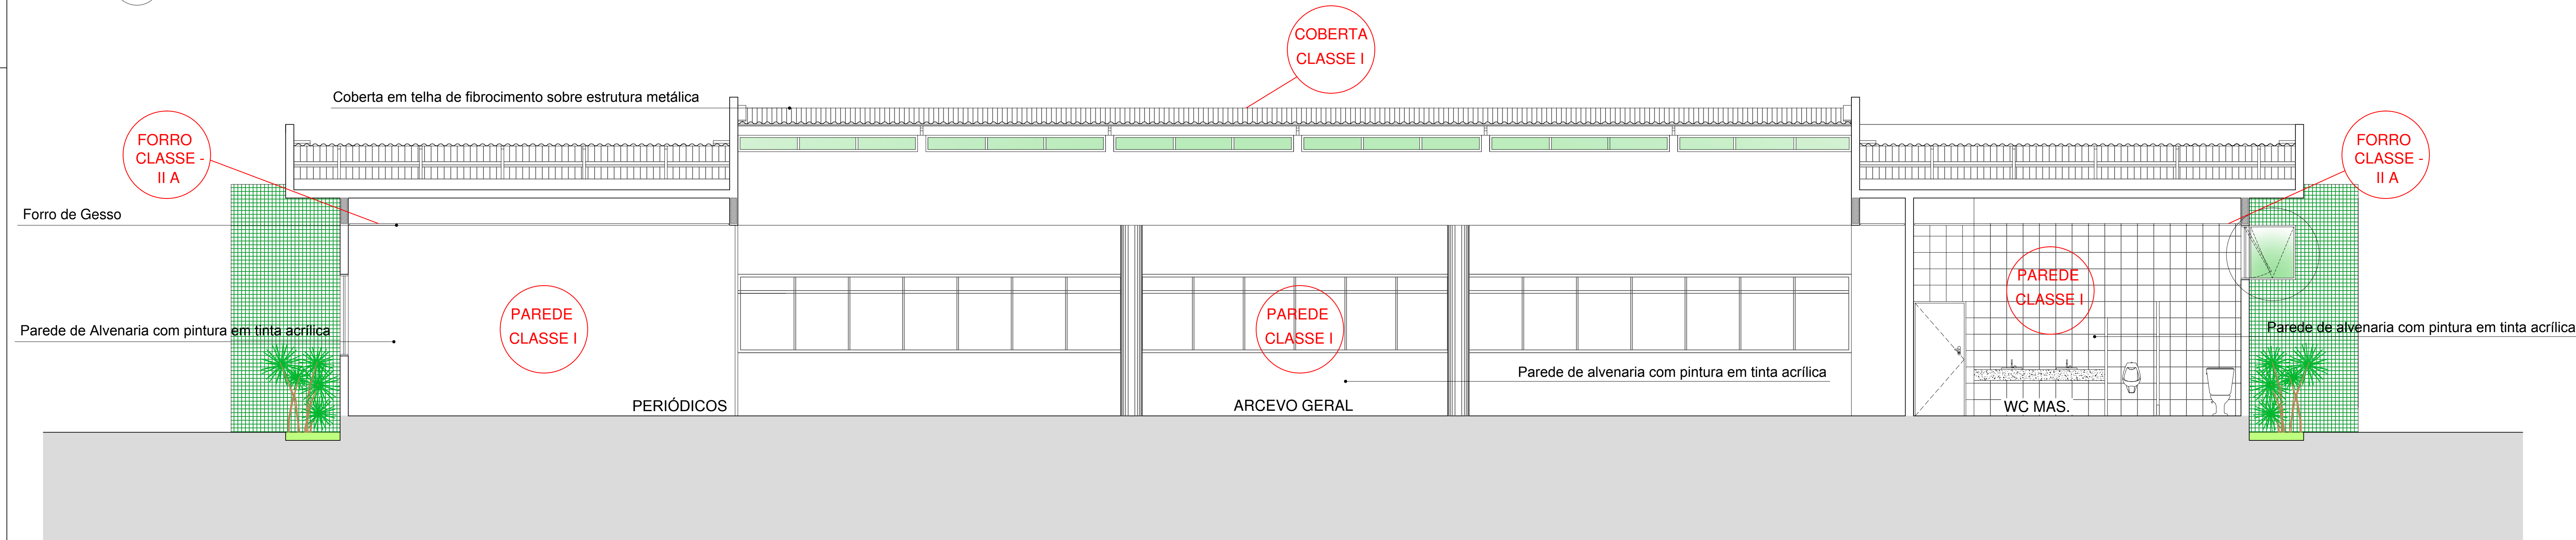 COBERTA
CLASSE I
Coberta em telha de fibrocimento sobre estrutura metálica
FORRO
CLASSE -
II A
FORRO
CLASSE -
II A
Forro de Gesso
PAREDE
CLASSE I
PAREDE
CLASSE I
PAREDE
CLASSE I
Parede de Alvenaria com pintura em tinta acrílica
Parede de alvenaria com pintura em tinta acrílica
Parede de alvenaria com pintura em tinta acrílica
PERIÓDICOS
ARCEVO GERAL
WC MAS.